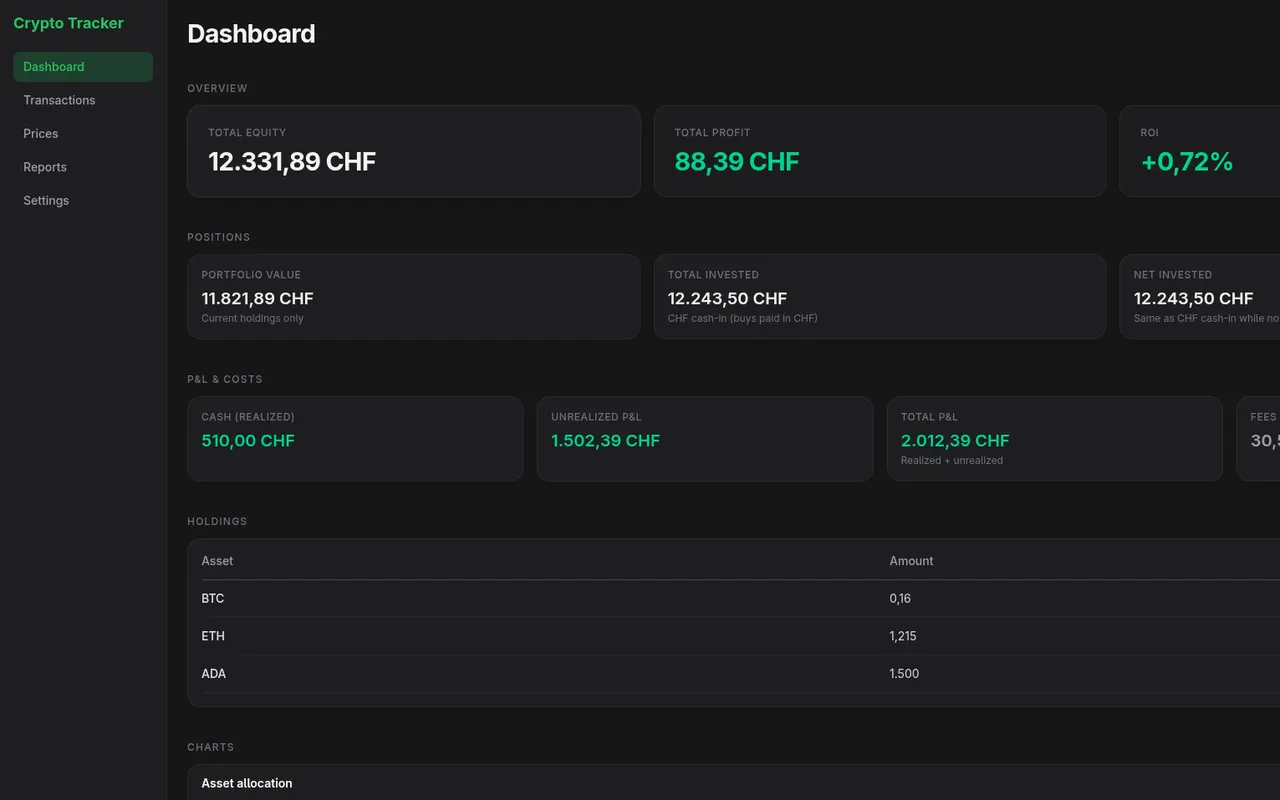 Crypto Tracker
Dashboard
Transactions
Prices
Reports
Settings
Dashboard
OVERVIEW
TOTAL EQUITY
12.331,89 CHF
TOTAL PROFIT
88,39 CHF
ROI
+0,72%
POSITIONS
PORTFOLIO VALUE
11.821,89 CHF
Current holdings only
TOTAL INVESTED
12.243,50 CHF
CHF cash-in (buys paid in CHF)
NET INVESTED
12.243,50 CHF
Same as CHF cash-in while no
P&L & COSTS
CASH (REALIZED)
510,00 CHF
UNREALIZED P&L
1.502,39 CHF
TOTAL P&L
2.012,39 CHF
Realized + unrealized
FEES
30,5
HOLDINGS
Asset Amount
BTC 0,16
ETH 1,215
ADA 1.500
CHARTS
Asset allocation